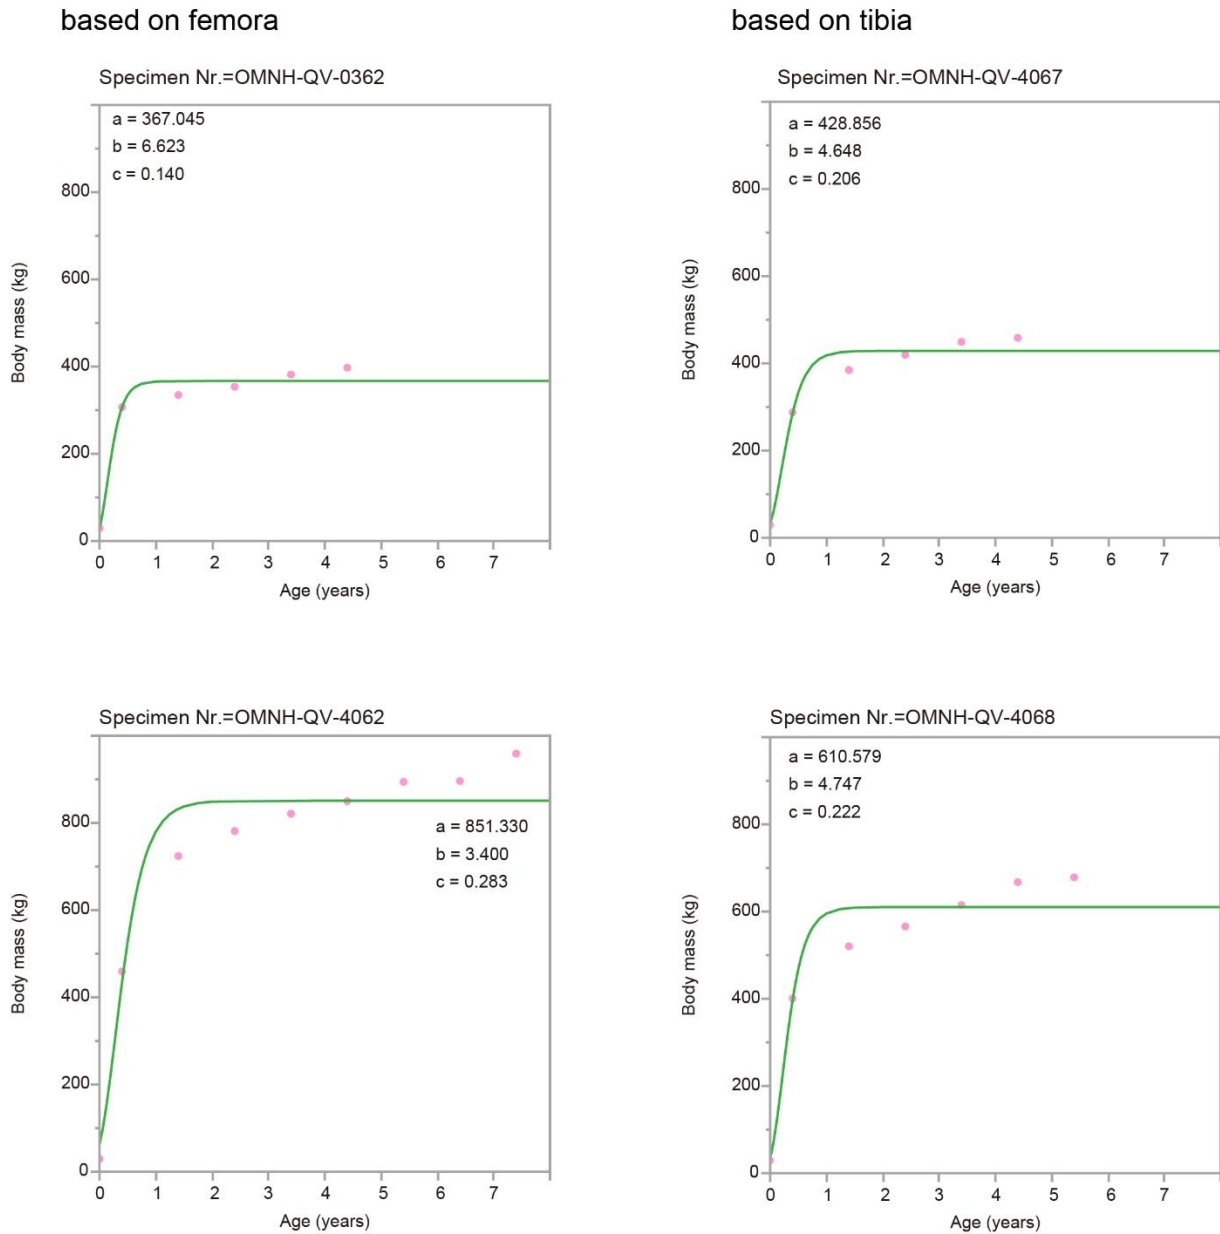 based on femora
based on tibia
Specimen Nr.=OMNH-QV-0362
a = 367.045
b = 6.623
c = 0.140
800
600
400
200
0
Body mass (kg)
0 1 2 3 4 5 6 7
Age (years)
Specimen Nr.=OMNH-QV-4067
a = 428.856
b = 4.648
c = 0.206
800
600
400
200
0
Body mass (kg)
0 1 2 3 4 5 6 7
Age (years)
Specimen Nr.=OMNH-QV-4062
800
600
400
200
0
a = 851.330
b = 3.400
c = 0.283
Body mass (kg)
0 1 2 3 4 5 6 7
Age (years)
Specimen Nr.=OMNH-QV-4068
a = 610.579
b = 4.747
c = 0.222
800
600
400
200
0
Body mass (kg)
0 1 2 3 4 5 6 7
Age (years)